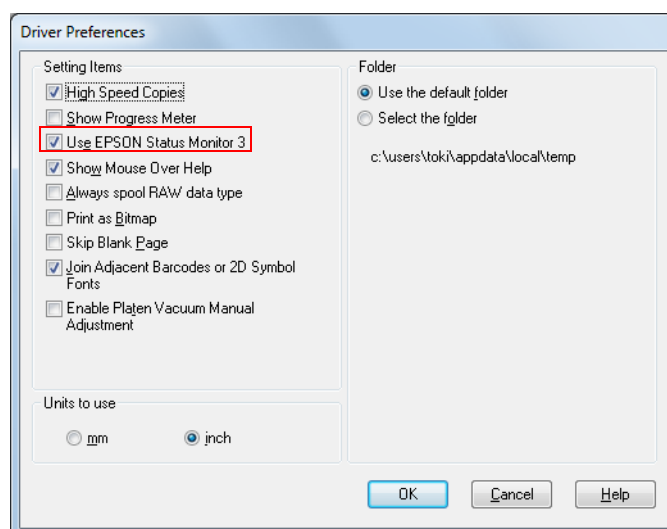 Driver Preferences
Setting Items
High Speed Copies
Show Progress Meter
Use EPSON Status Monitor 3
Show Mouse Over Help
Always spool RAW data type
Print as Bitmap
Skip Blank Page
Join Adjacent Barcodes or 2D Symbol
Fonts
Enable Platen Vacuum Manual
Adjustment
Units to use
mm
inch
Folder
Use the default folder
Select the folder
c:\users\toki\appdata\local\temp
OK
Cancel
Help